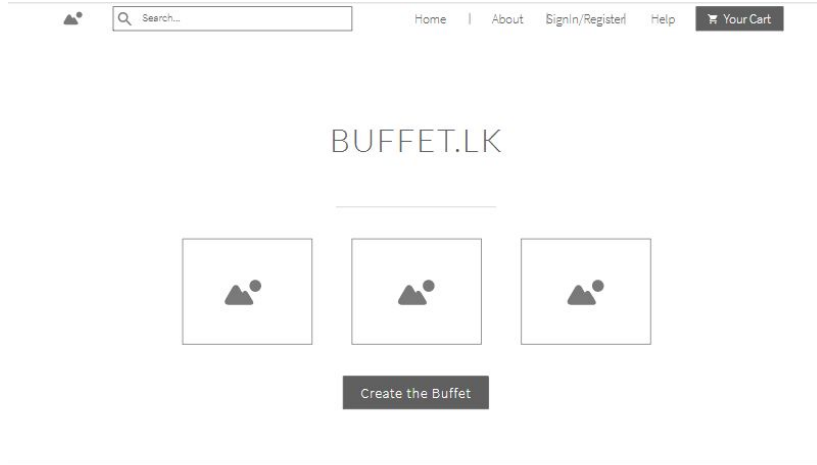 Search...
Home | About SignIn/Register Help Your Cart
BUFFET.LK
Create the Buffet